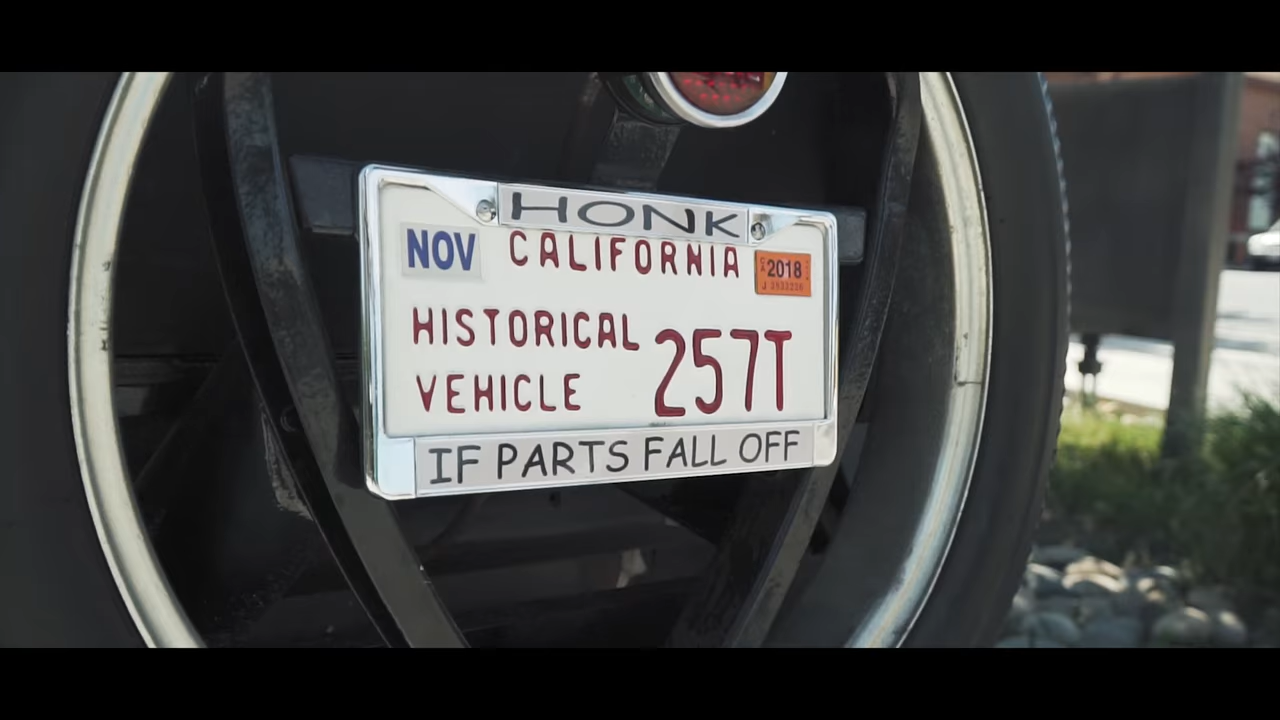 HONK
NOV
CALIFORNIA
2018
HISTORICAL
VEHICLE
257T
IF PARTS FALL OFF